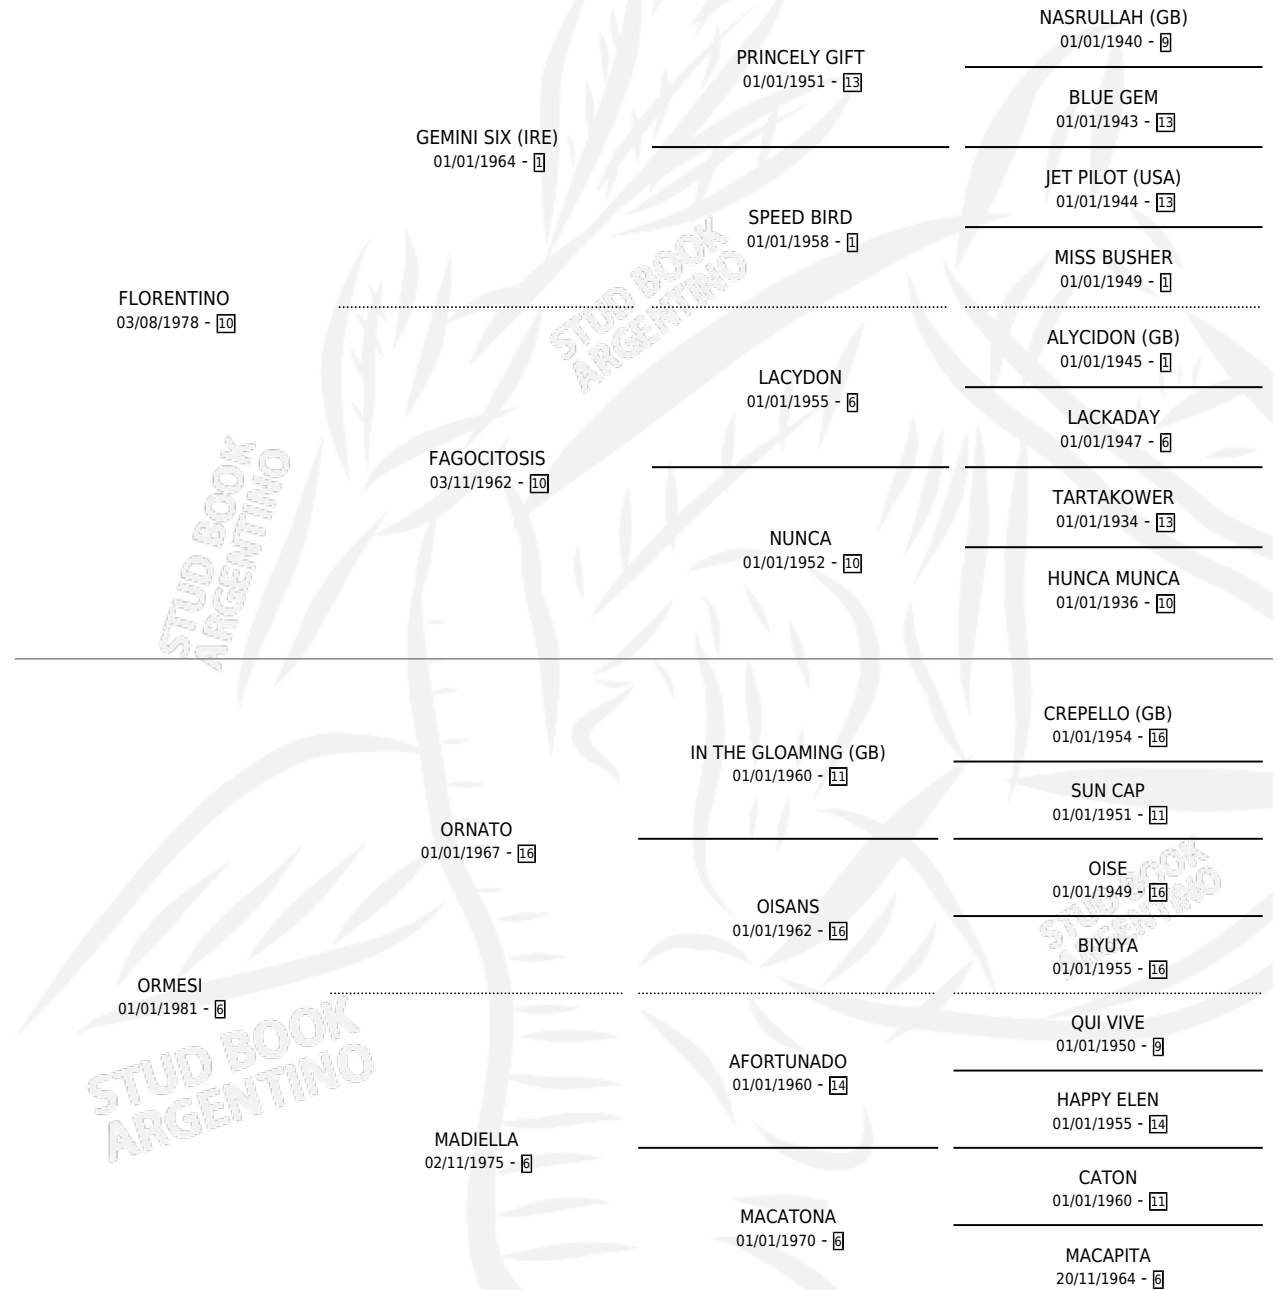 NASRULLAH (GB)
01/01/1940 - 9
PRINCELY GIFT
01/01/1951 - 13
BLUE GEM
01/01/1943 - 13
GEMINI SIX (IRE)
01/01/1964 - 1
JET PILOT (USA)
01/01/1944 - 13
SPEED BIRD
01/01/1958 - 1
MISS BUSHER
01/01/1949 - 1
FLORENTINO
03/08/1978 - 10
ALYCIDON (GB)
01/01/1945 - 1
LACYDON
01/01/1955 - 6
LACKADAY
01/01/1947 - 6
FAGOCITOSIS
03/11/1962 - 10
TARTAKOWER
01/01/1934 - 13
NUNCA
01/01/1952 - 10
HUNCA MUNCA
01/01/1936 - 10
CREPELLO (GB)
01/01/1954 - 16
IN THE GLOAMING (GB)
01/01/1960 - 11
SUN CAP
01/01/1951 - 11
ORNATO
01/01/1967 - 16
OISE
01/01/1949 - 16
OISANS
01/01/1962 - 16
BIYUYA
01/01/1955 - 16
ORMESI
01/01/1981 - 6
QUI VIVE
01/01/1950 - 9
AFORTUNADO
01/01/1960 - 14
HAPPY ELEN
01/01/1955 - 14
MADIELLA
02/11/1975 - 6
CATON
01/01/1960 - 11
MACATONA
01/01/1970 - 6
MACAPITA
20/11/1964 - 6
STUD BOOK
ARGENTINO
STUD BOOK
ARGENTINO
STUD BOOK
ARGENTINO
STUD BOOK
ARGENTINO